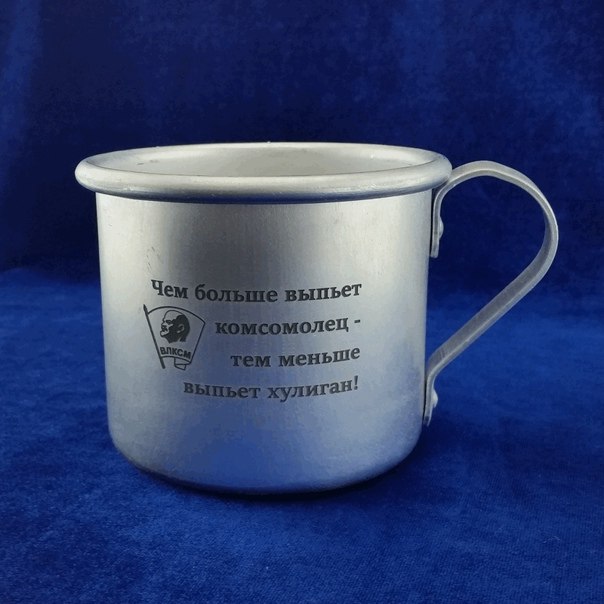 Чем больше выпьет
комсомолец -
ВЛКСМ
тем меньше
выпьет хулиган!